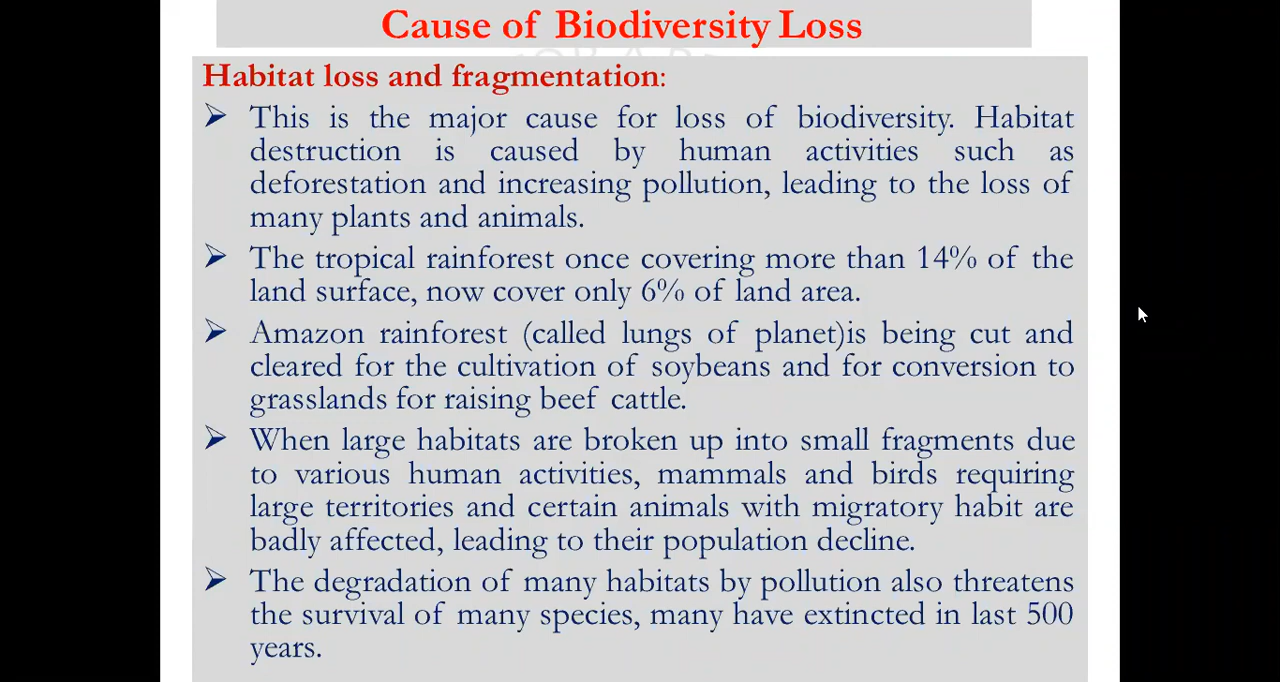 Cause of Biodiversity Loss
Habitat loss and fragmentation:
➢ This is the major cause for loss of biodiversity. Habitat
destruction is caused by human activities such as
deforestation and increasing pollution, leading to the loss of
many plants and animals.
➢ The tropical rainforest once covering more than 14% of the
land surface, now cover only 6% of land area.
➢ Amazon rainforest (called lungs of planet)is being cut and
cleared for the cultivation of soybeans and for conversion to
grasslands for raising beef cattle.
➢ When large habitats are broken up into small fragments due
to various human activities, mammals and birds requiring
large territories and certain animals with migratory habit are
badly affected, leading to their population decline.
➢ The degradation of many habitats by pollution also threatens
the survival of many species, many have extincted in last 500
years.